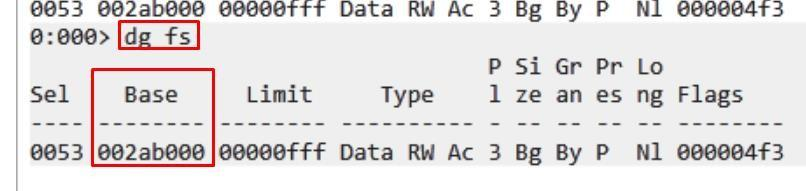 0053 002ab000 00000fff Data RW Ac 3 Bg By P  Nl 000004f3
0:000> dg fs
                                  P Si Gr Pr Lo
Sel    Base     Limit     Type    l ze an es ng Flags
---- -------- -------- ---------- - -- -- -- -- --------
0053 002ab000 00000fff Data RW Ac 3 Bg By P  Nl 000004f3